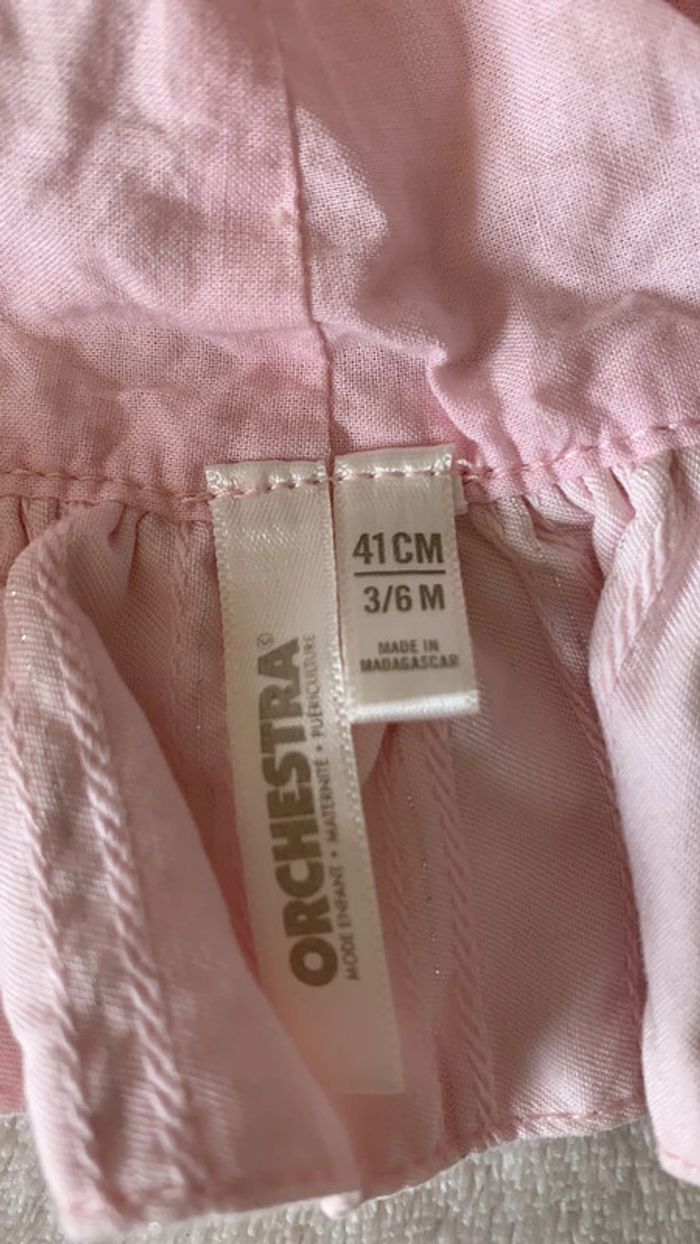 41 CM
3/6 M
MADE IN
MADAGASCAR
ORCHESTRA©
MODE ENFANT • MATERNITÉ • PUÉRICULTURE